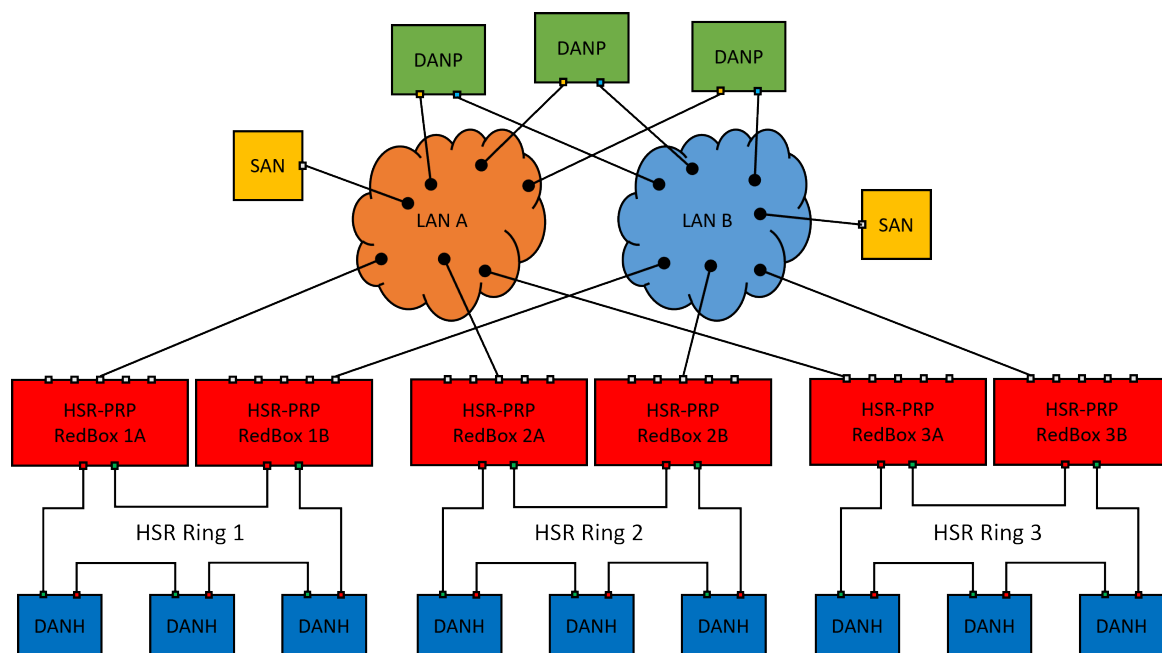 DANP
DANP
DANP
SAN
LAN A
LAN B
SAN
HSR-PRP
RedBox 1A
HSR-PRP
RedBox 1B
HSR-PRP
RedBox 2A
HSR-PRP
RedBox 2B
HSR-PRP
RedBox 3A
HSR-PRP
RedBox 3B
HSR Ring 1
HSR Ring 2
HSR Ring 3
DANH
DANH
DANH
DANH
DANH
DANH
DANH
DANH
DANH